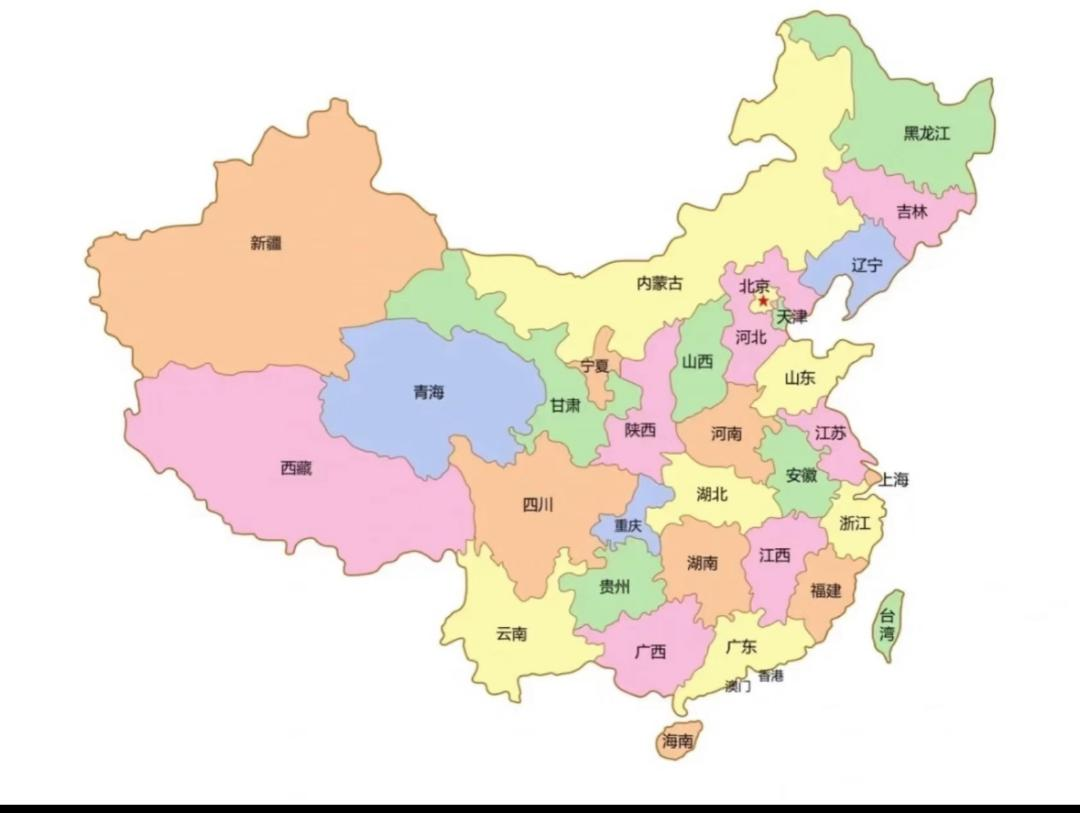 黑龙江
吉林
新疆
辽宁
内蒙古
北京
天津
河北
山西
宁夏
山东
青海
甘肃
陕西
河南
江苏
西藏
安徽
上海
四川
湖北
浙江
重庆
江西
湖南
贵州
福建
台
湾
云南
广东
广西
香港
澳门
海南